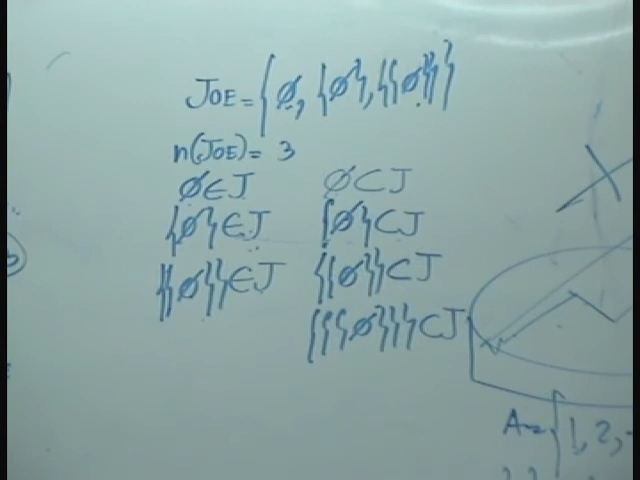 JOE = { ∅, {∅}, {{∅}} }
n(JOE) = 3
∅ ∈ J ∅ ⊂ J
{∅} ∈ J {∅} ⊂ J
{{∅}} ∈ J {{∅}} ⊂ J
{{{∅}}} ⊂ J
A = { 1, 2,